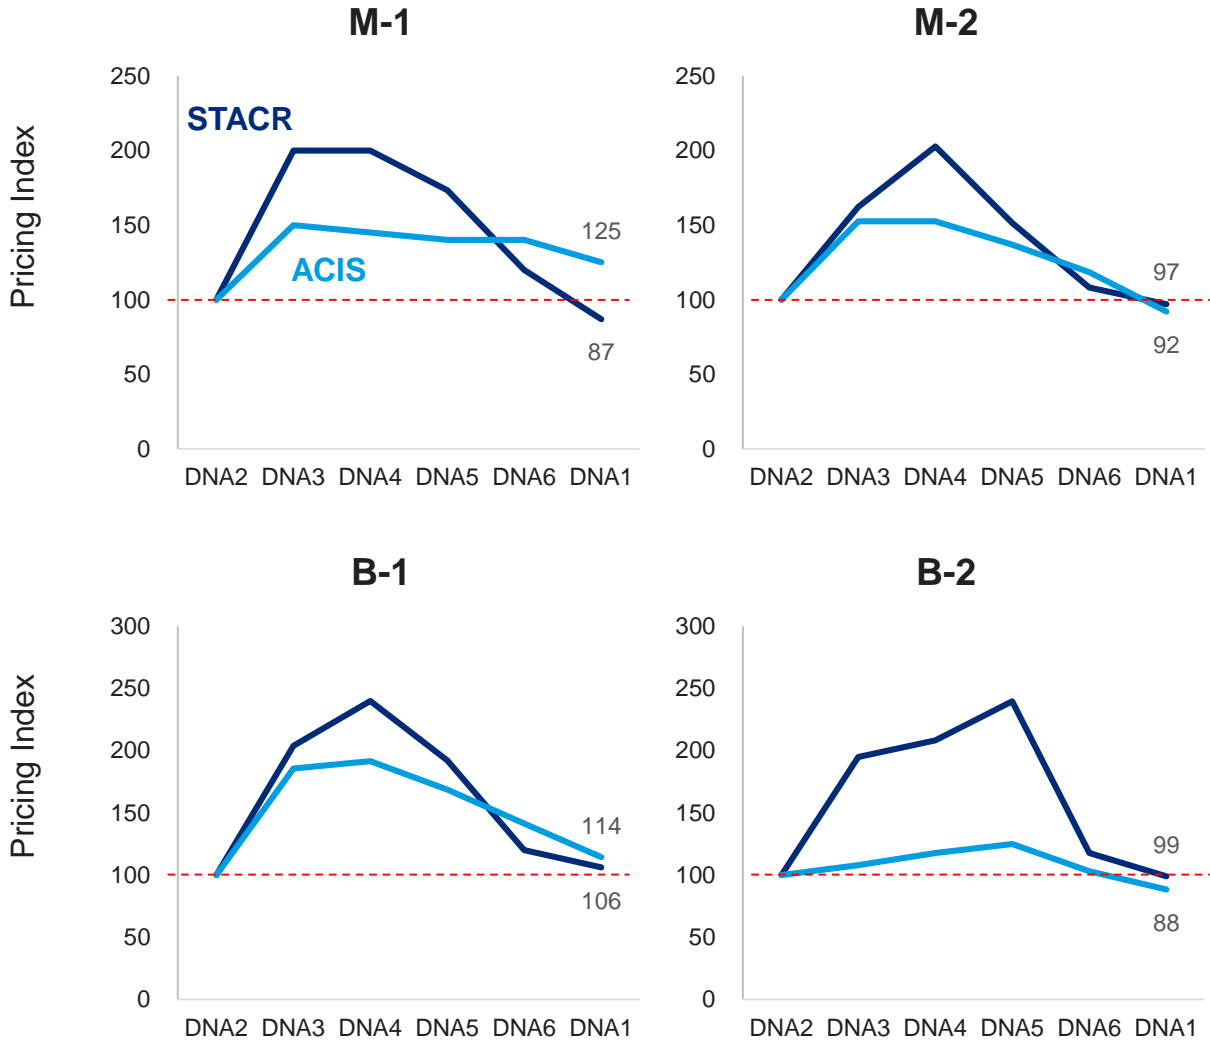 M-1
Pricing Index
250
200
150
100
50
0
STACR
ACIS
125
87
DNA2 DNA3 DNA4 DNA5 DNA6 DNA1
M-2
250
200
150
100
50
0
97
92
DNA2 DNA3 DNA4 DNA5 DNA6 DNA1
B-1
Pricing Index
300
250
200
150
100
50
0
114
106
DNA2 DNA3 DNA4 DNA5 DNA6 DNA1
B-2
300
250
200
150
100
50
0
99
88
DNA2 DNA3 DNA4 DNA5 DNA6 DNA1